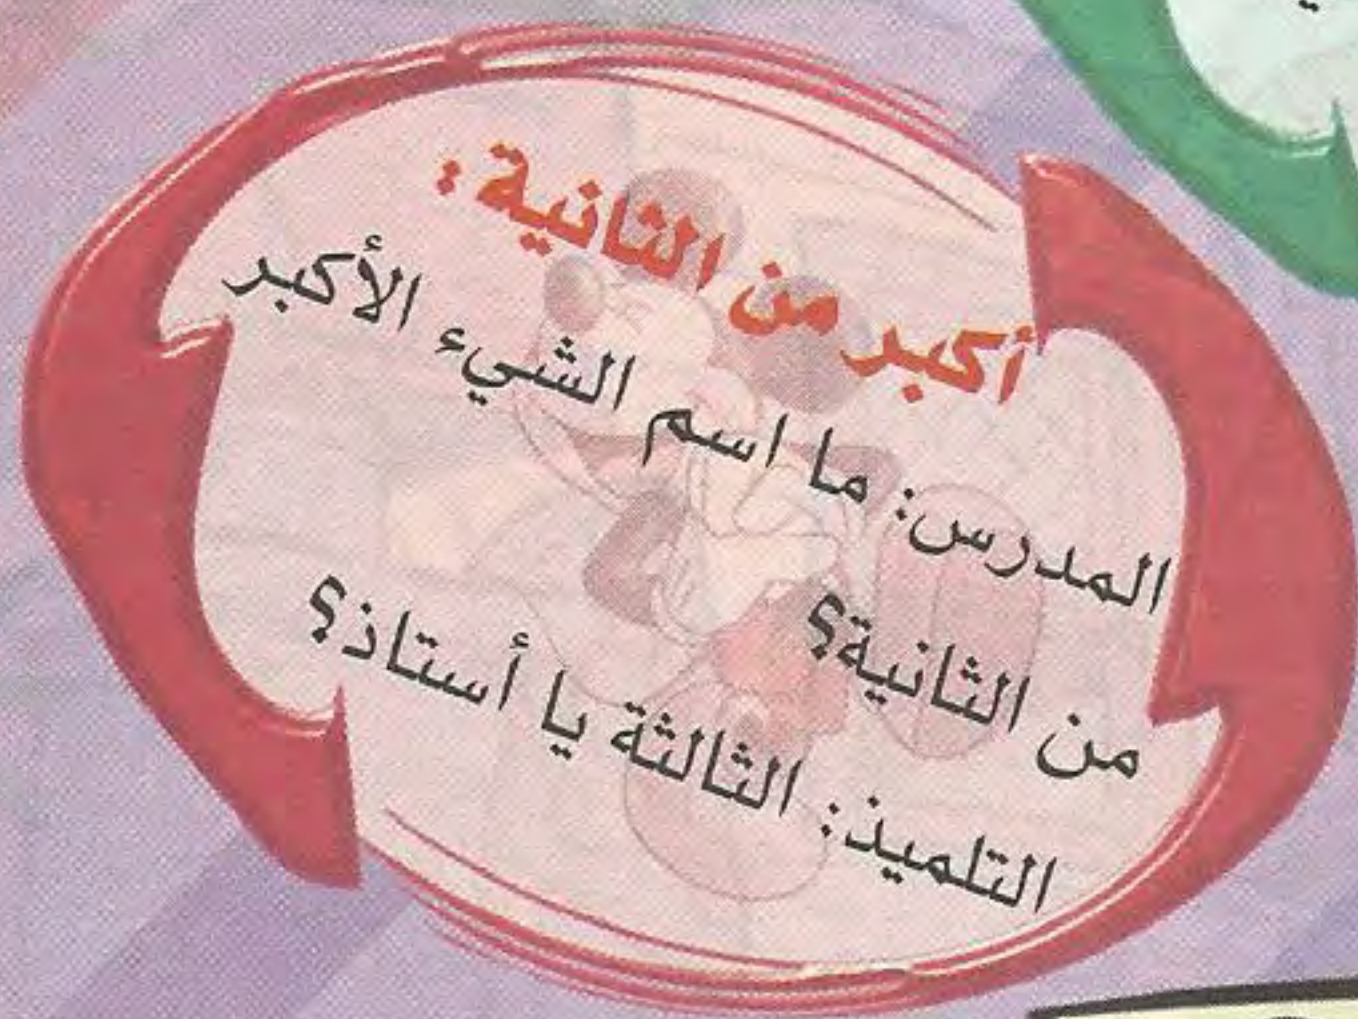 أكبر من الثانية:
المدرس: ما اسم الشيء الأكبر
من الثانية؟
التلميذ: الثالثة يا أستاذ؟